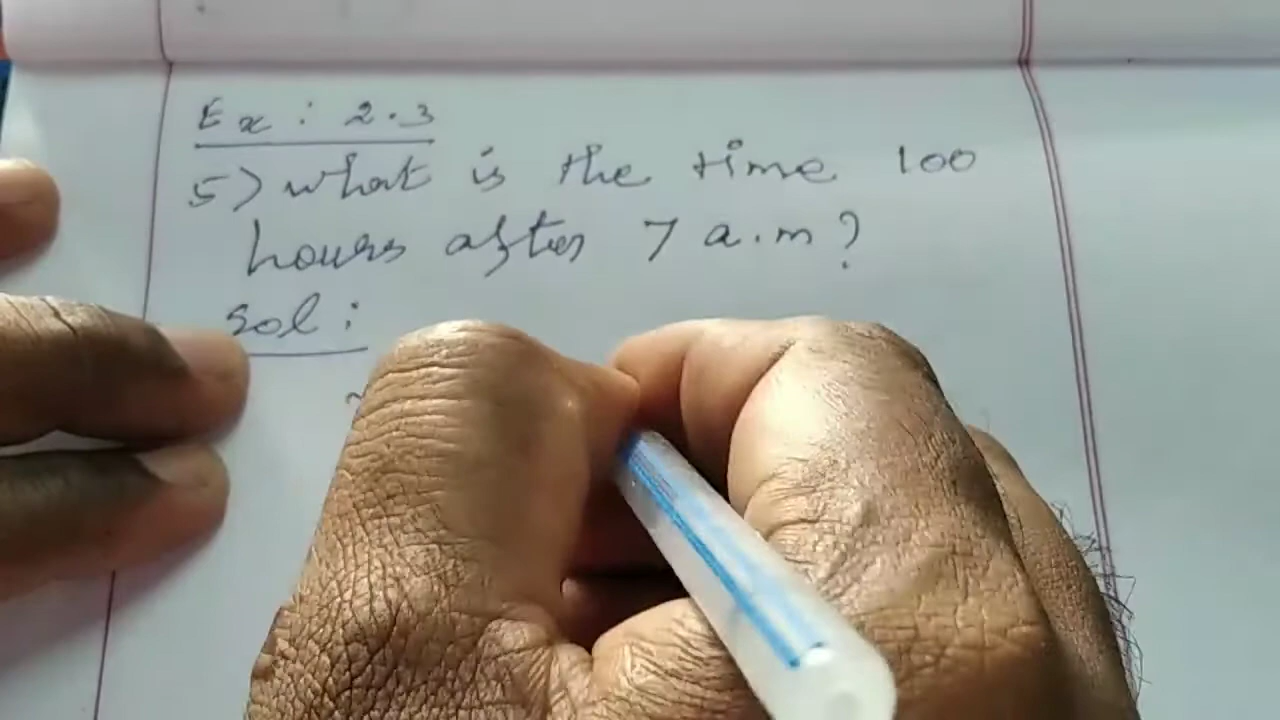 Ex : 2.3
5) what is the time 100
hours after 7 a.m?
Sol :